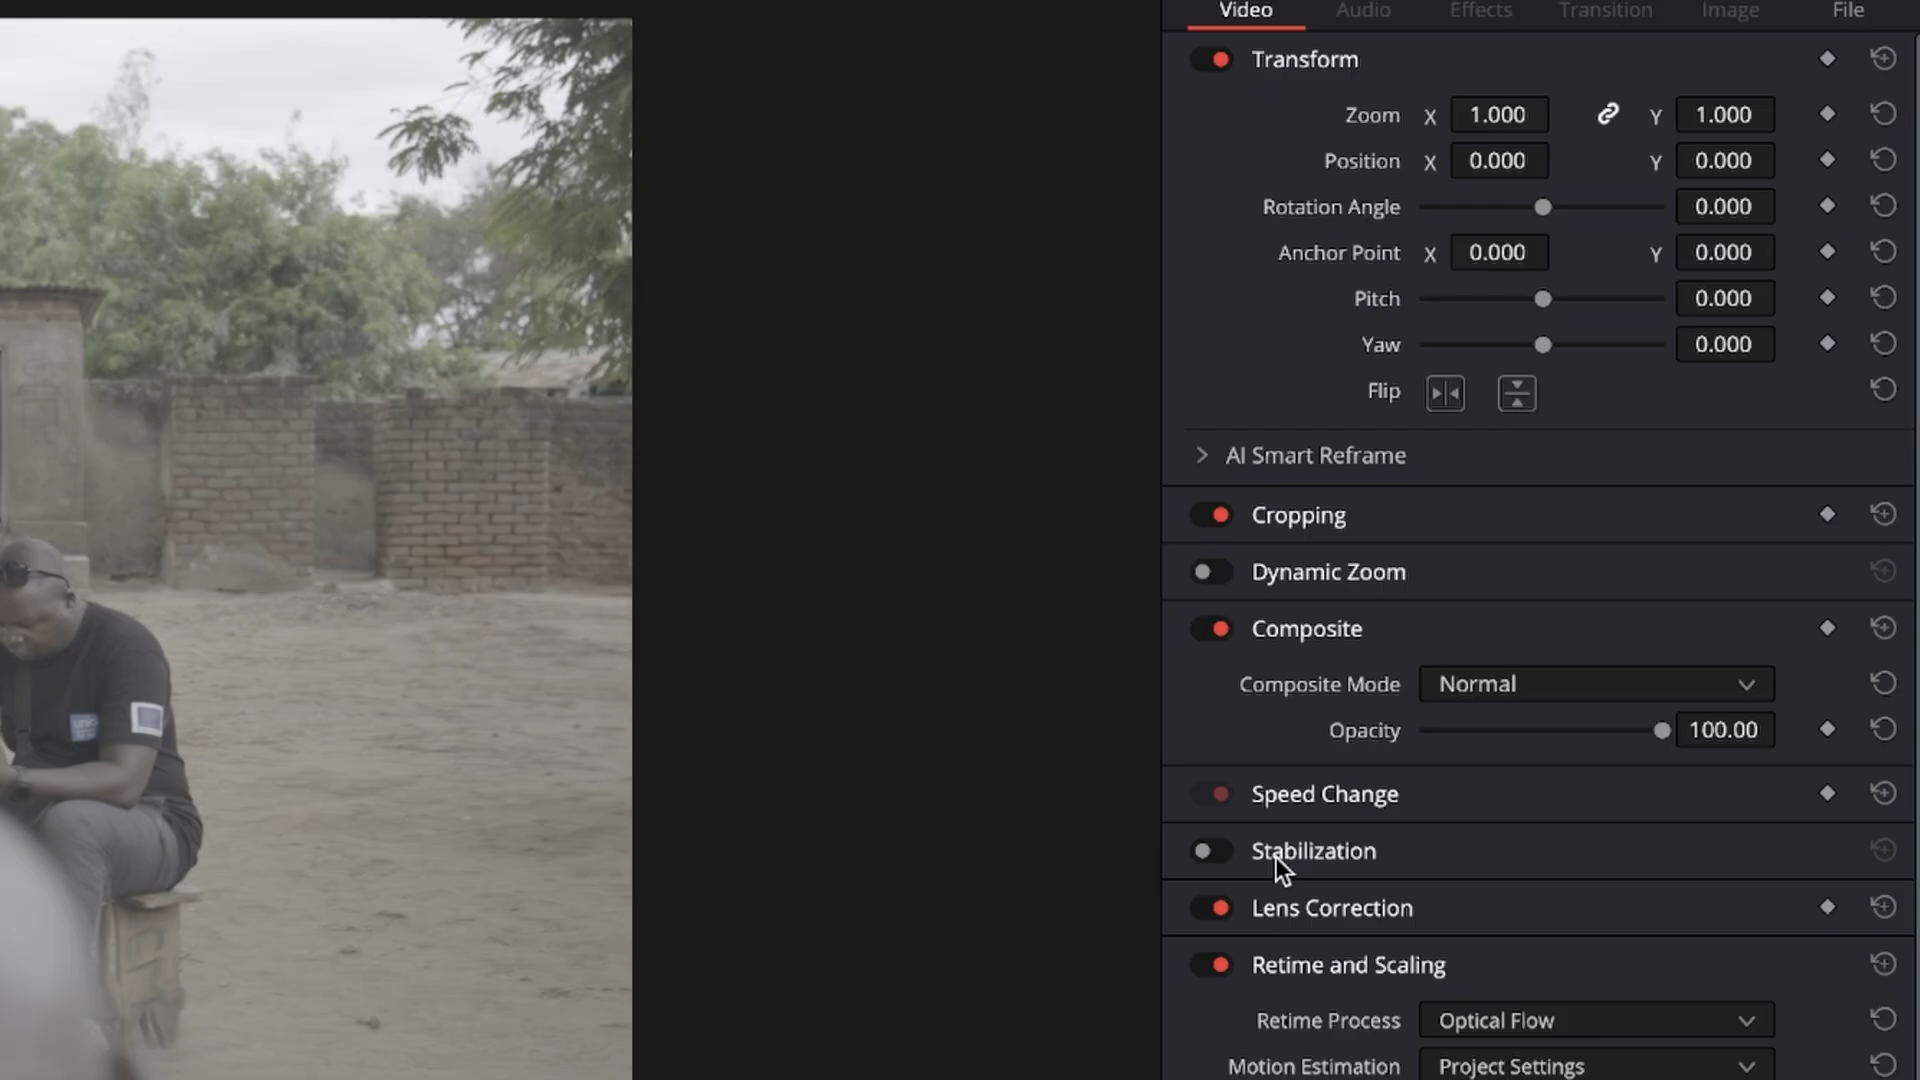 Video Audio Effects Transition Image File
Transform
Zoom X 1.000 Y 1.000
Position X 0.000 Y 0.000
Rotation Angle 0.000
Anchor Point X 0.000 Y 0.000
Pitch 0.000
Yaw 0.000
Flip
AI Smart Reframe
Cropping
Dynamic Zoom
Composite
Composite Mode Normal
Opacity 100.00
Speed Change
Stabilization
Lens Correction
Retime and Scaling
Retime Process Optical Flow
Motion Estimation Project Settings